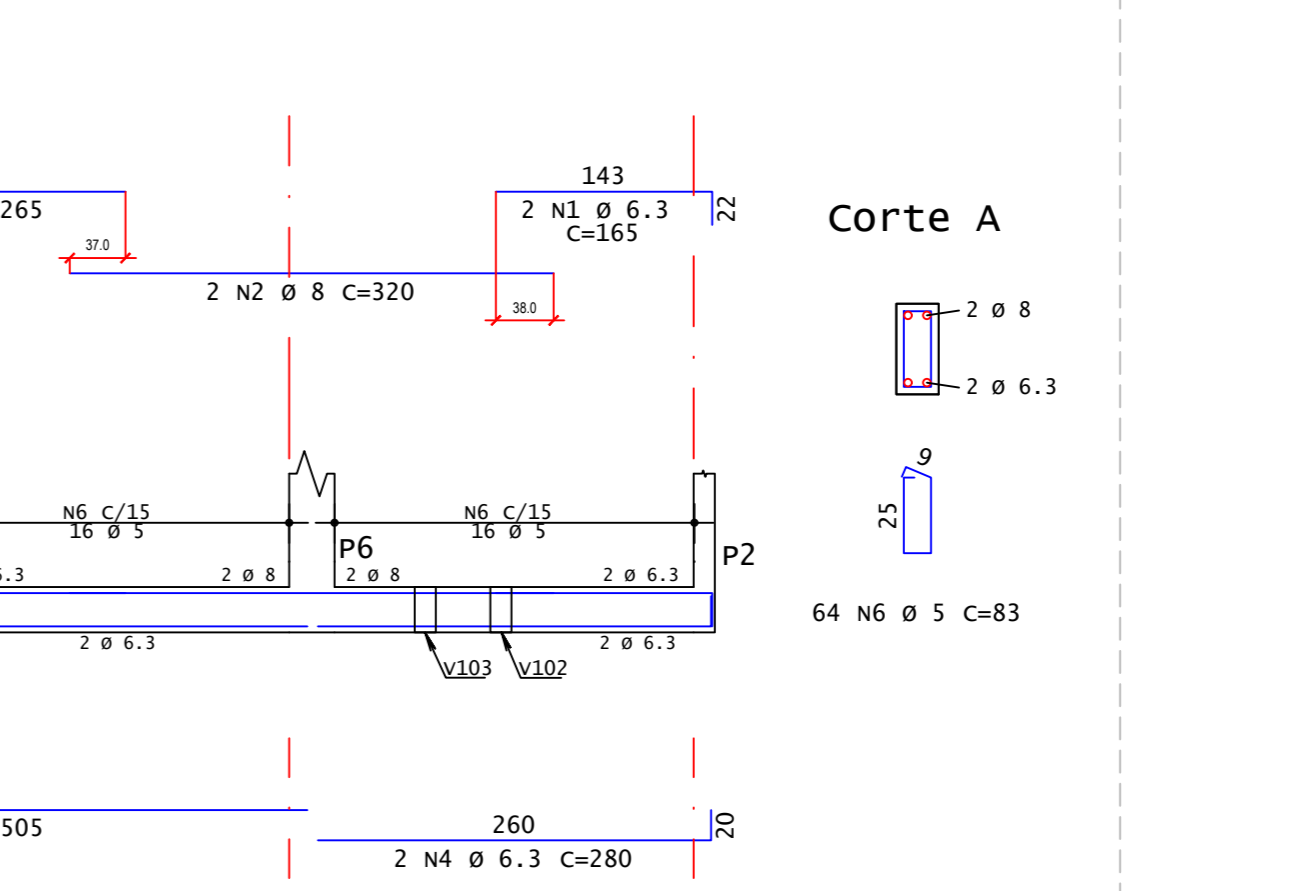 143
265
2 N1 Ø 6.3
C=165
22
Corte A
37.0
2 N2 Ø 8 C=320
38.0
2 Ø 8
2 Ø 6.3
9
25
N6 C/15
16 Ø 5
N6 C/15
16 Ø 5
P6
P2
.3
2 Ø 8
2 Ø 8
2 Ø 6.3
64 N6 Ø 5 C=83
2 Ø 6.3
2 Ø 6.3
V103
V102
505
260
20
2 N4 Ø 6.3 C=280